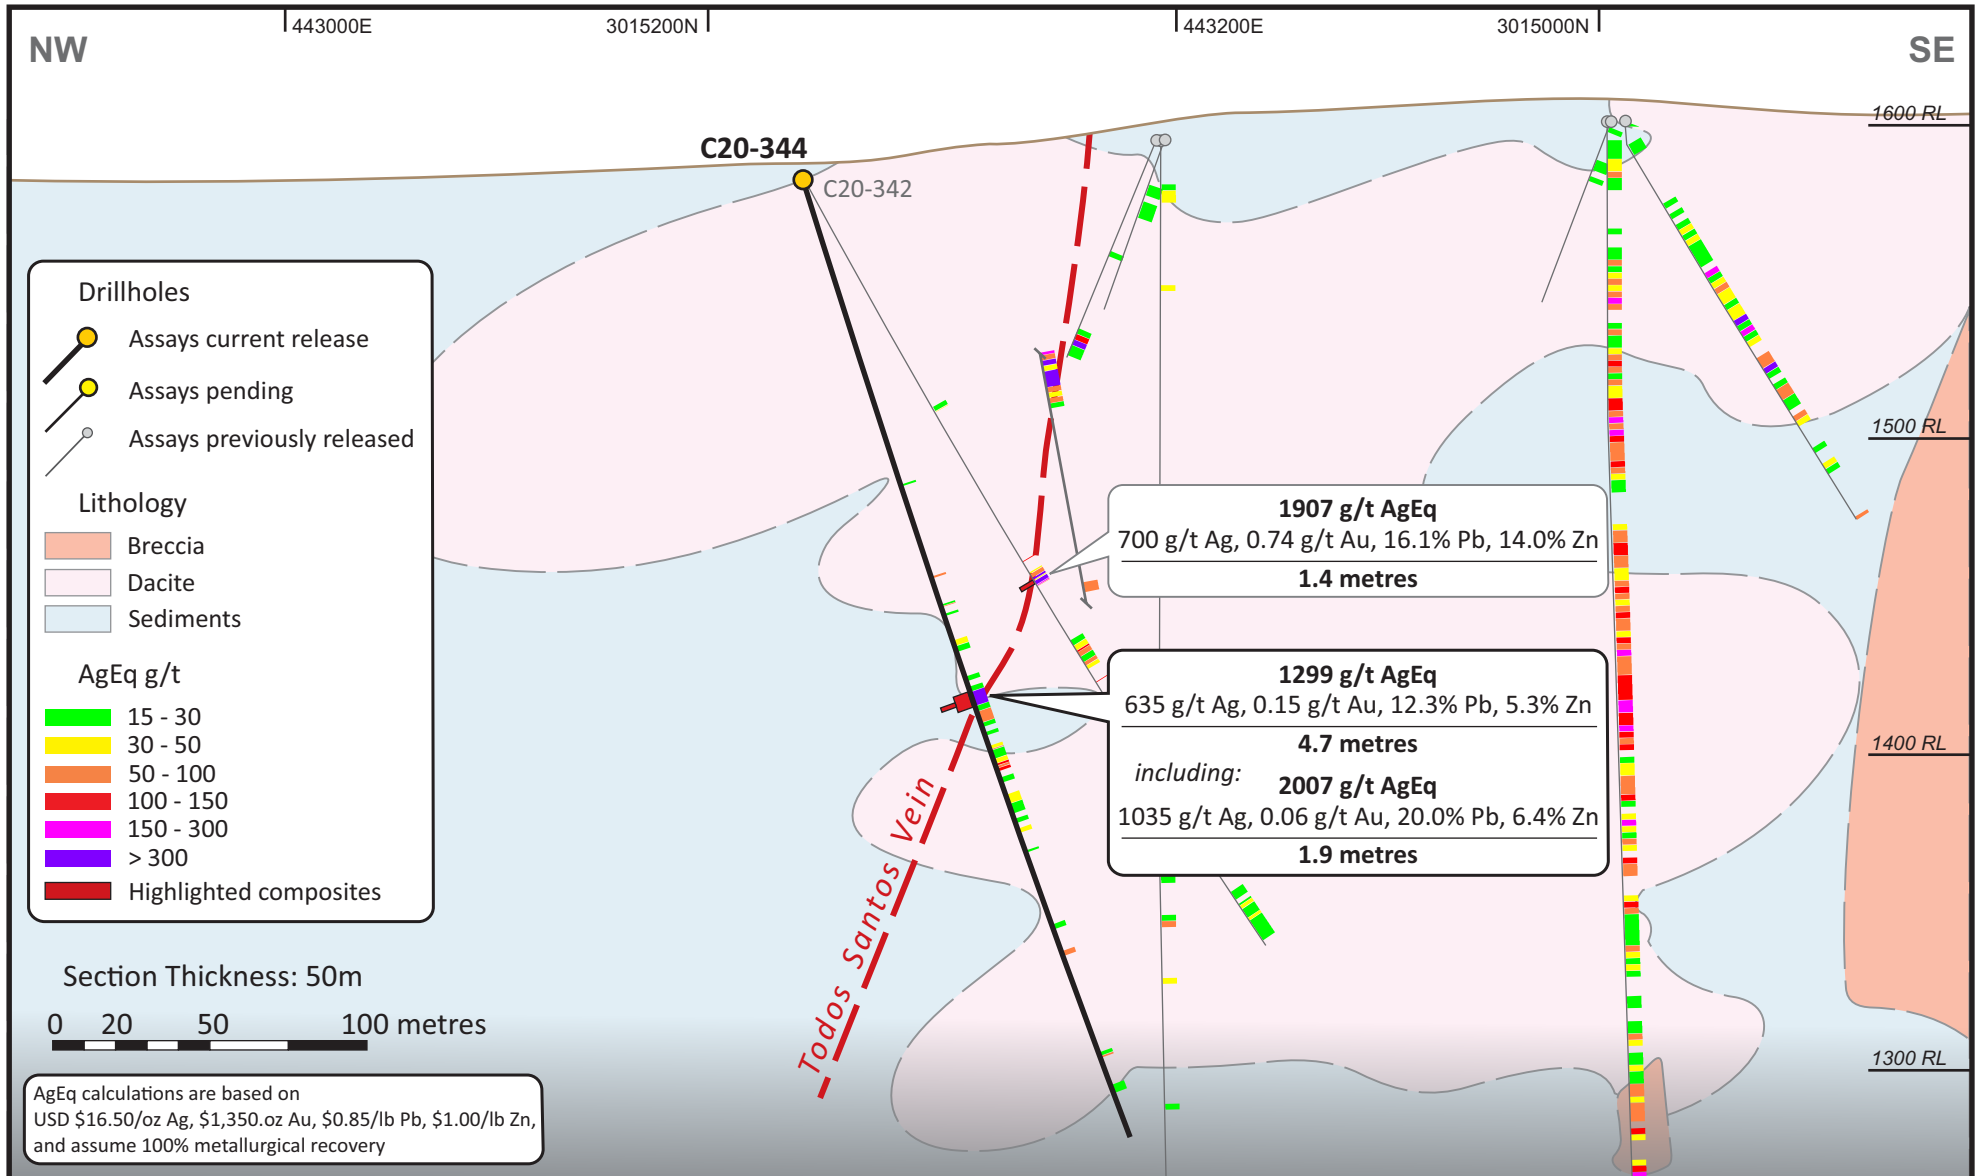 443000E
3015200N
443200E
3015000N
NW
SE
1600 RL
C20-344
C20-342
Drillholes
Assays current release
Assays pending
Assays previously released
Lithology
Breccia
Dacite
Sediments
AgEq g/t
15 - 30
30 - 50
50 - 100
100 - 150
150 - 300
> 300
Highlighted composites
1500 RL
1907 g/t AgEq
700 g/t Ag, 0.74 g/t Au, 16.1% Pb, 14.0% Zn
1.4 metres
1299 g/t AgEq
635 g/t Ag, 0.15 g/t Au, 12.3% Pb, 5.3% Zn
4.7 metres
including:
2007 g/t AgEq
1035 g/t Ag, 0.06 g/t Au, 20.0% Pb, 6.4% Zn
1.9 metres
1400 RL
Todos Santos Vein
1300 RL
Section Thickness: 50m
0 20 50 100 metres
AgEq calculations are based on
USD $16.50/oz Ag, $1,350.oz Au, $0.85/lb Pb, $1.00/lb Zn,
and assume 100% metallurgical recovery